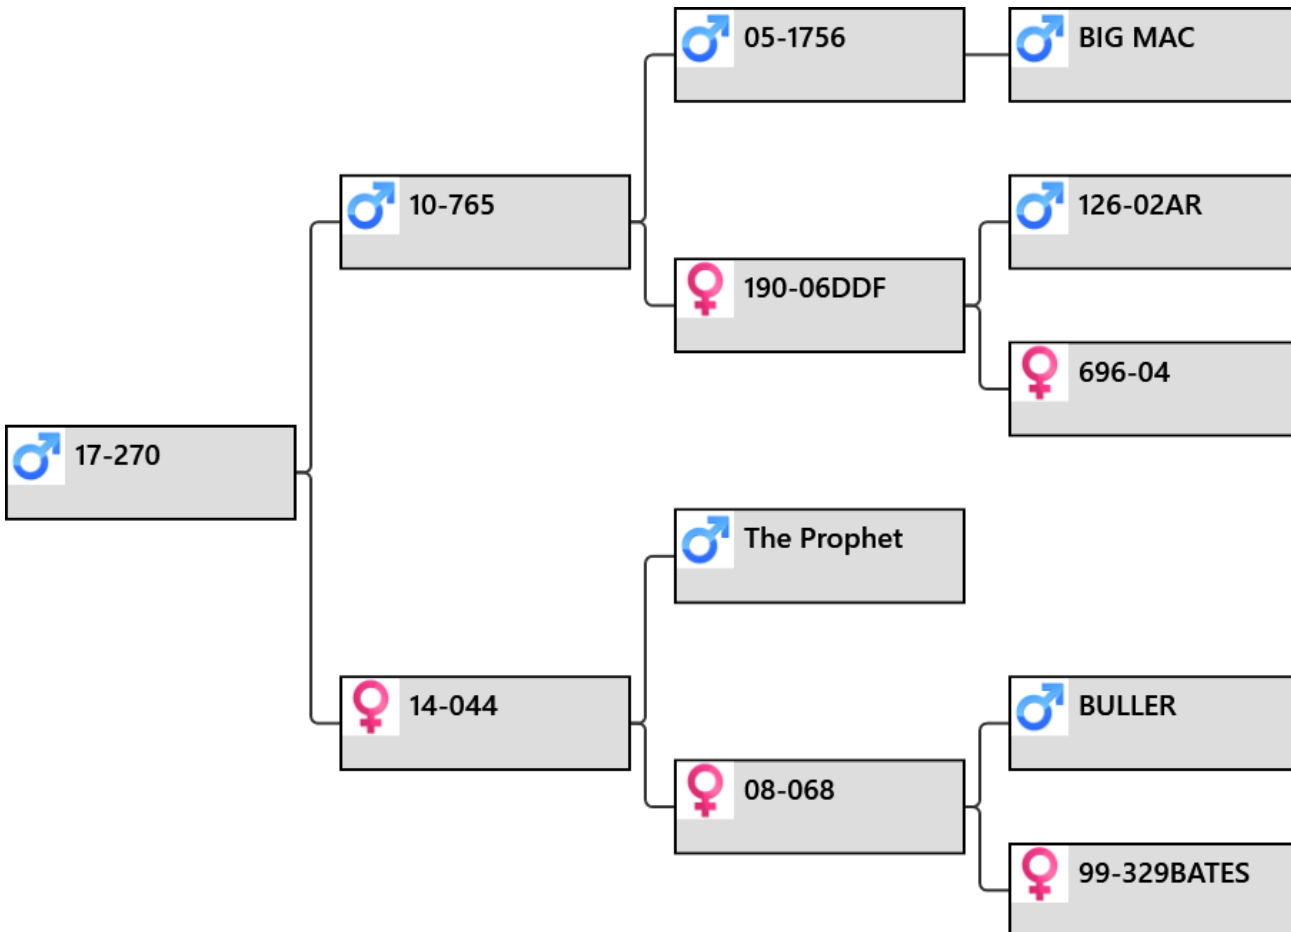 05-1756
BIG MAC
10-765
126-02AR
190-06DDF
696-04
17-270
The Prophet
14-044
BULLER
08-068
99-329BATES